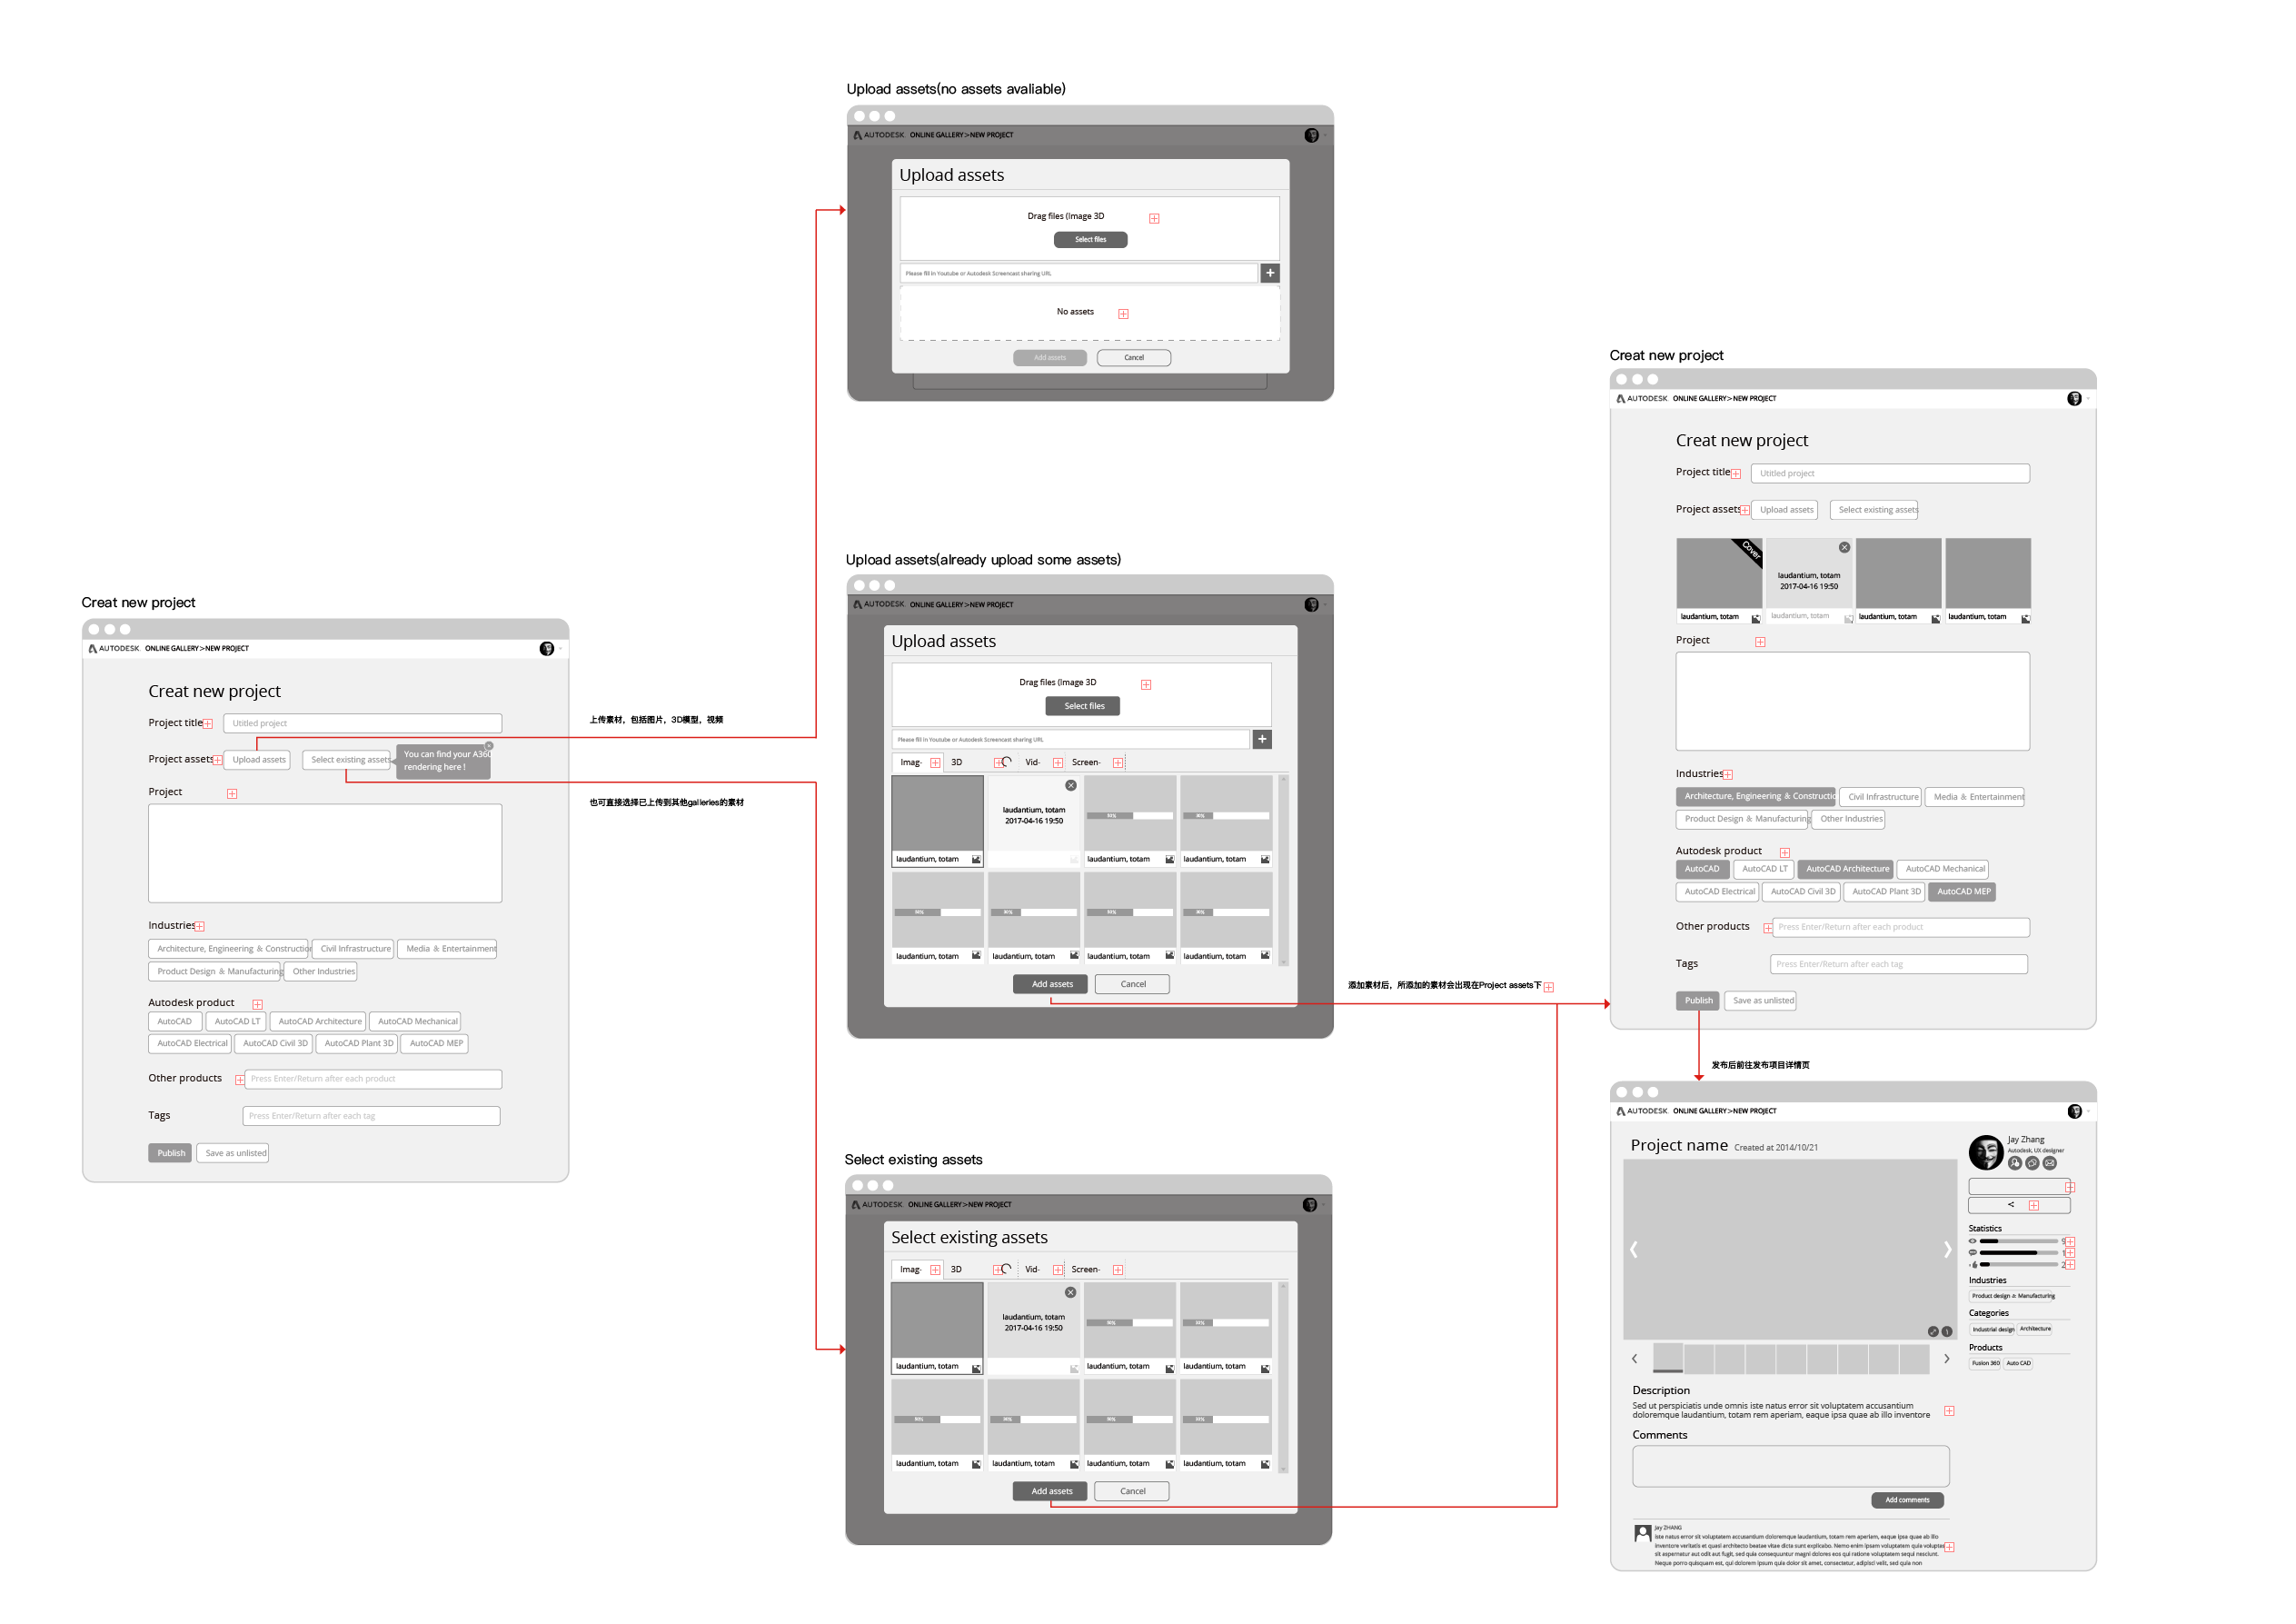 Upload assets(no assets avaliable)
AUTODESK. ONLINE GALLERY>NEW PROJECT
Upload assets
Drag files (Image 3D
Select files
Please fill in Youtube or Autodesk Screencast sharing URL
No assets
Add assets
Cancel
Upload assets(already upload some assets)
AUTODESK. ONLINE GALLERY>NEW PROJECT
Upload assets
Drag files (Image 3D
Select files
Please fill in Youtube or Autodesk Screencast sharing URL
Imag- 3D Vid- Screen-
laudantium, totam
2017-04-16 19:50
laudantium, totam laudantium, totam laudantium, totam
laudantium, totam laudantium, totam laudantium, totam laudantium, totam
Add assets Cancel
Creat new project
AUTODESK. ONLINE GALLERY>NEW PROJECT
Creat new project
Project title Utitled project
Project assets Upload assets Select existing assets
You can find your A360
rendering here !
Project
Industries
Architecture, Engineering & Construction Civil Infrastructure Media & Entertainment
Product Design & Manufacturing Other Industries
Autodesk product
AutoCAD AutoCAD LT AutoCAD Architecture AutoCAD Mechanical
AutoCAD Electrical AutoCAD Civil 3D AutoCAD Plant 3D AutoCAD MEP
Other products Press Enter/Return after each product
Tags Press Enter/Return after each tag
Publish Save as unlisted
上传素材，包括图片，3D模型，视频
也可直接选择已上传到其他galleries的素材
Select existing assets
AUTODESK. ONLINE GALLERY>NEW PROJECT
Select existing assets
Imag- 3D Vid- Screen-
laudantium, totam
2017-04-16 19:50
laudantium, totam laudantium, totam laudantium, totam
laudantium, totam laudantium, totam laudantium, totam laudantium, totam
Add assets Cancel
添加素材后，所添加的素材会出现在Project assets下
Creat new project
AUTODESK. ONLINE GALLERY>NEW PROJECT
Creat new project
Project title Utitled project
Project assets Upload assets Select existing assets
Cover
laudantium, totam
2017-04-16 19:50
laudantium, totam laudantium, totam laudantium, totam laudantium, totam
Project
Industries
Architecture, Engineering & Constructio Civil Infrastructure Media & Entertainment
Product Design & Manufacturing Other Industries
Autodesk product
AutoCAD AutoCAD LT AutoCAD Architecture AutoCAD Mechanical
AutoCAD Electrical AutoCAD Civil 3D AutoCAD Plant 3D AutoCAD MEP
Other products Press Enter/Return after each product
Tags Press Enter/Return after each tag
Publish Save as unlisted
发布后前往发布项目详情页
AUTODESK. ONLINE GALLERY>NEW PROJECT
Project name Created at 2014/10/21
Jay Zhang
Autodesk, UX designer
Statistics
Industries
Product design & Manufacturing
Categories
Industrial design Architecture
Products
Fusion 360 Auto CAD
Description
Sed ut perspiciatis unde omnis iste natus error sit voluptatem accusantium
doloremque laudantium, totam rem aperiam, eaque ipsa quae ab illo inventore
Comments
Add comments
Jay ZHANG
Iste natus error sit voluptatem accusantium doloremque laudantium, totam rem aperiam, eaque ipsa quae ab illo
inventore veritatis et quasi architecto beatae vitae dicta sunt explicabo. Nemo enim ipsam voluptatem quia voluptas
sit aspernatur aut odit aut fugit, sed quia consequuntur magni dolores eos qui ratione voluptatem sequi nesciunt.
Neque porro quisquam est, qui dolorem ipsum quia dolor sit amet, consectetur, adipisci velit, sed quia non